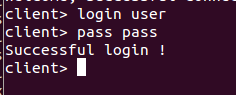 client> login user
client> pass pass
Successful login !
client>